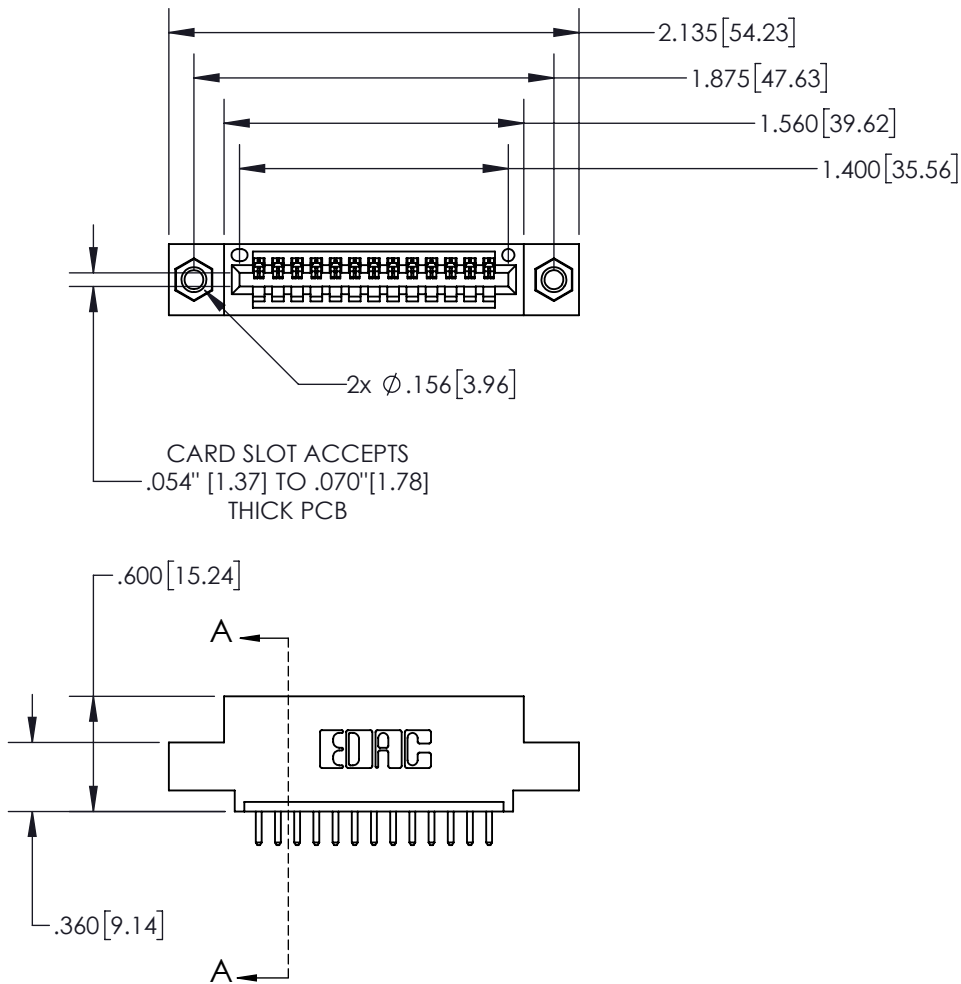 2.135[54.23]
1.875[47.63]
1.560[39.62]
1.400[35.56]
2x ∅.156[3.96]
CARD SLOT ACCEPTS
.054" [1.37] TO .070"[1.78]
THICK PCB
.600[15.24]
A
EDAC
.360[9.14]
A